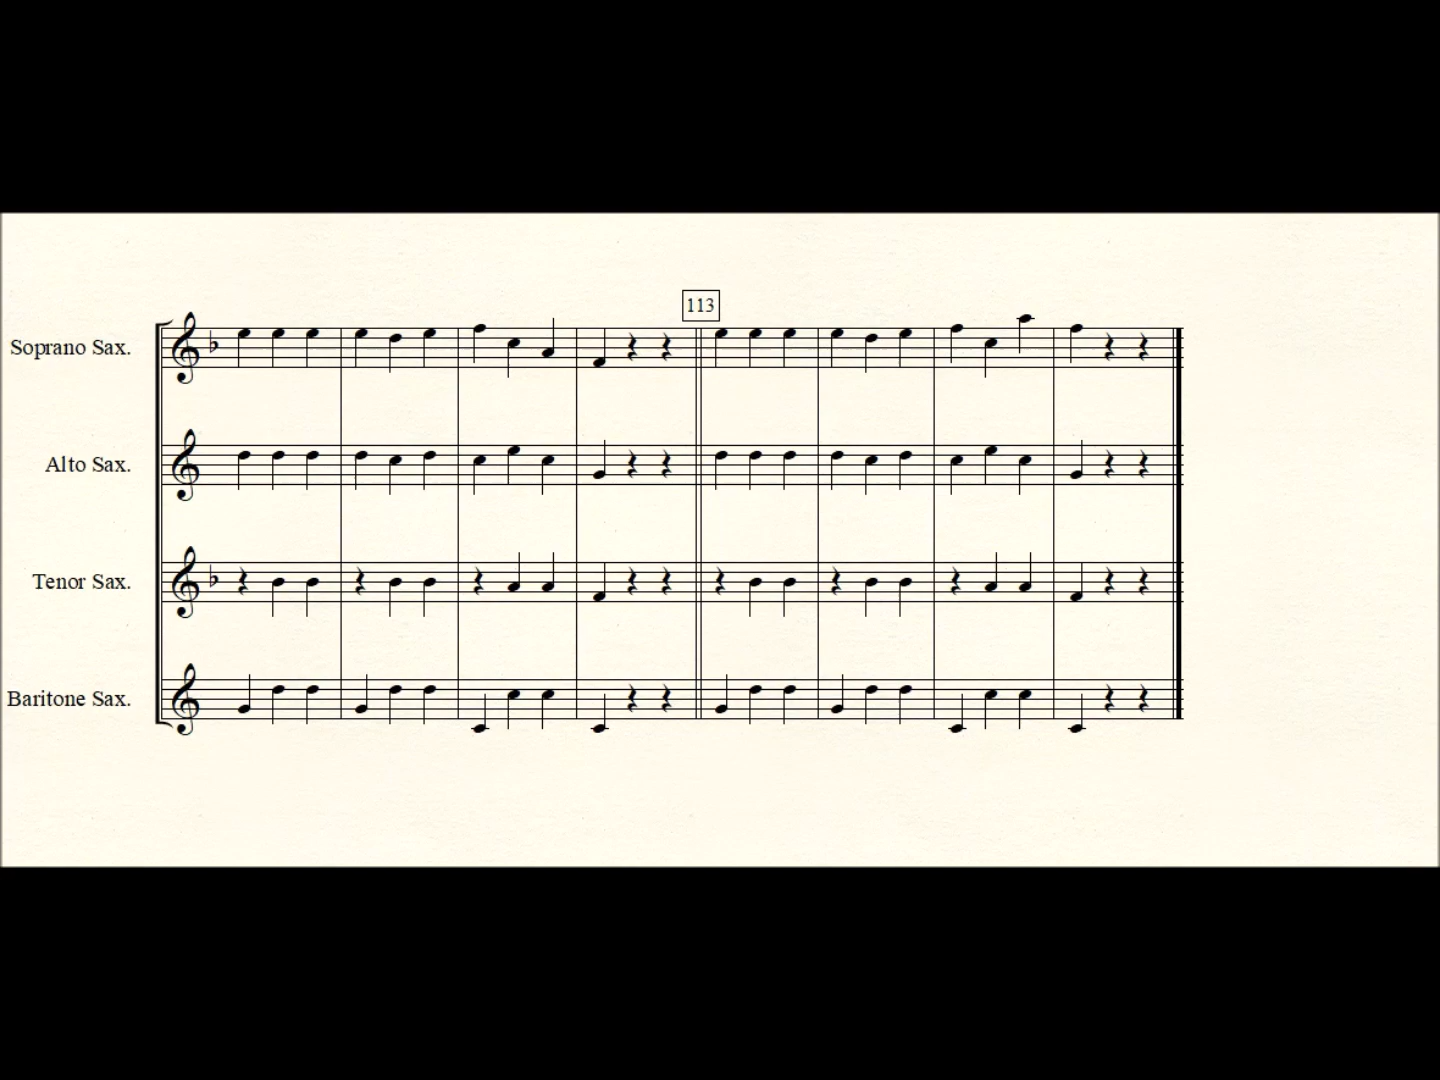 113
Soprano Sax.
Alto Sax.
Tenor Sax.
Baritone Sax.